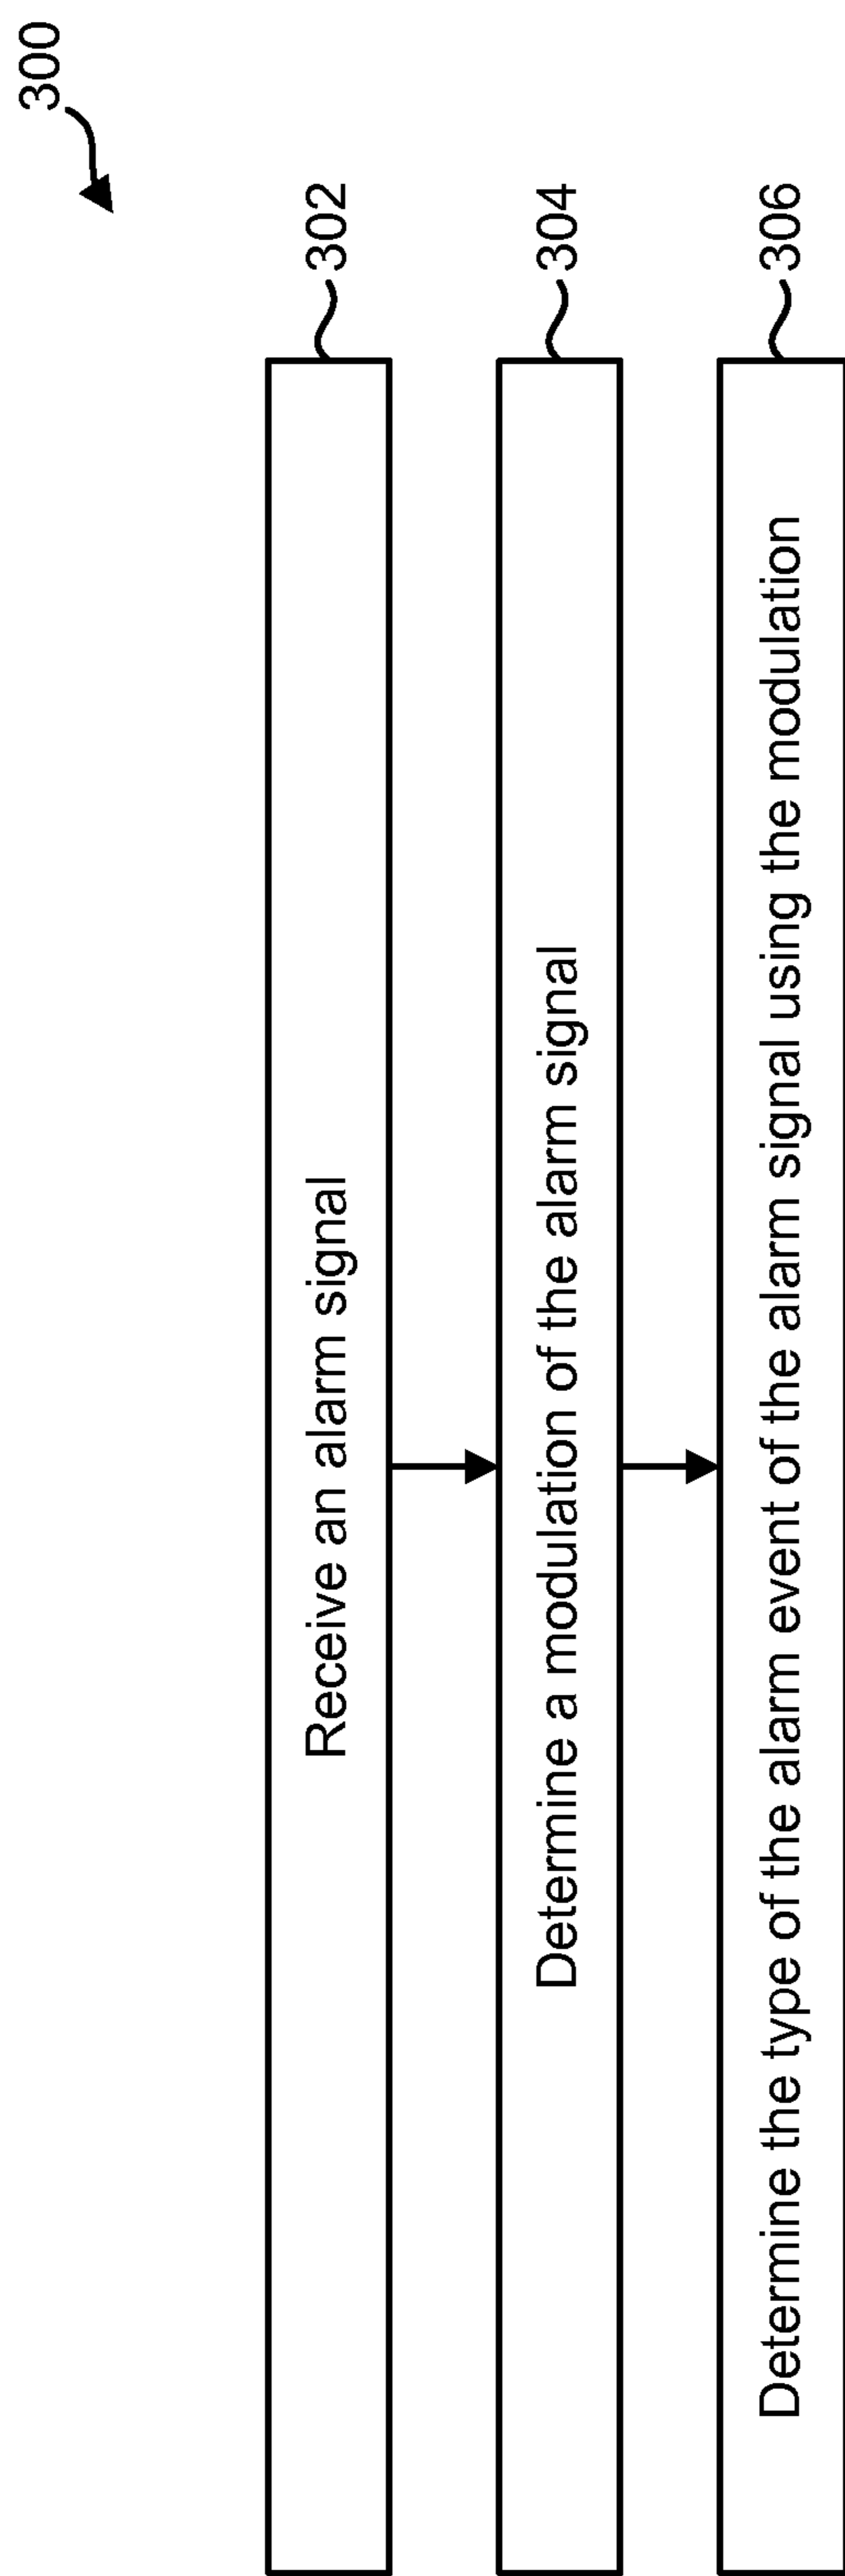 300
Receive an alarm signal
302
Determine a modulation of the alarm signal
304
Determine the type of the alarm event of the alarm signal using the modulation
306